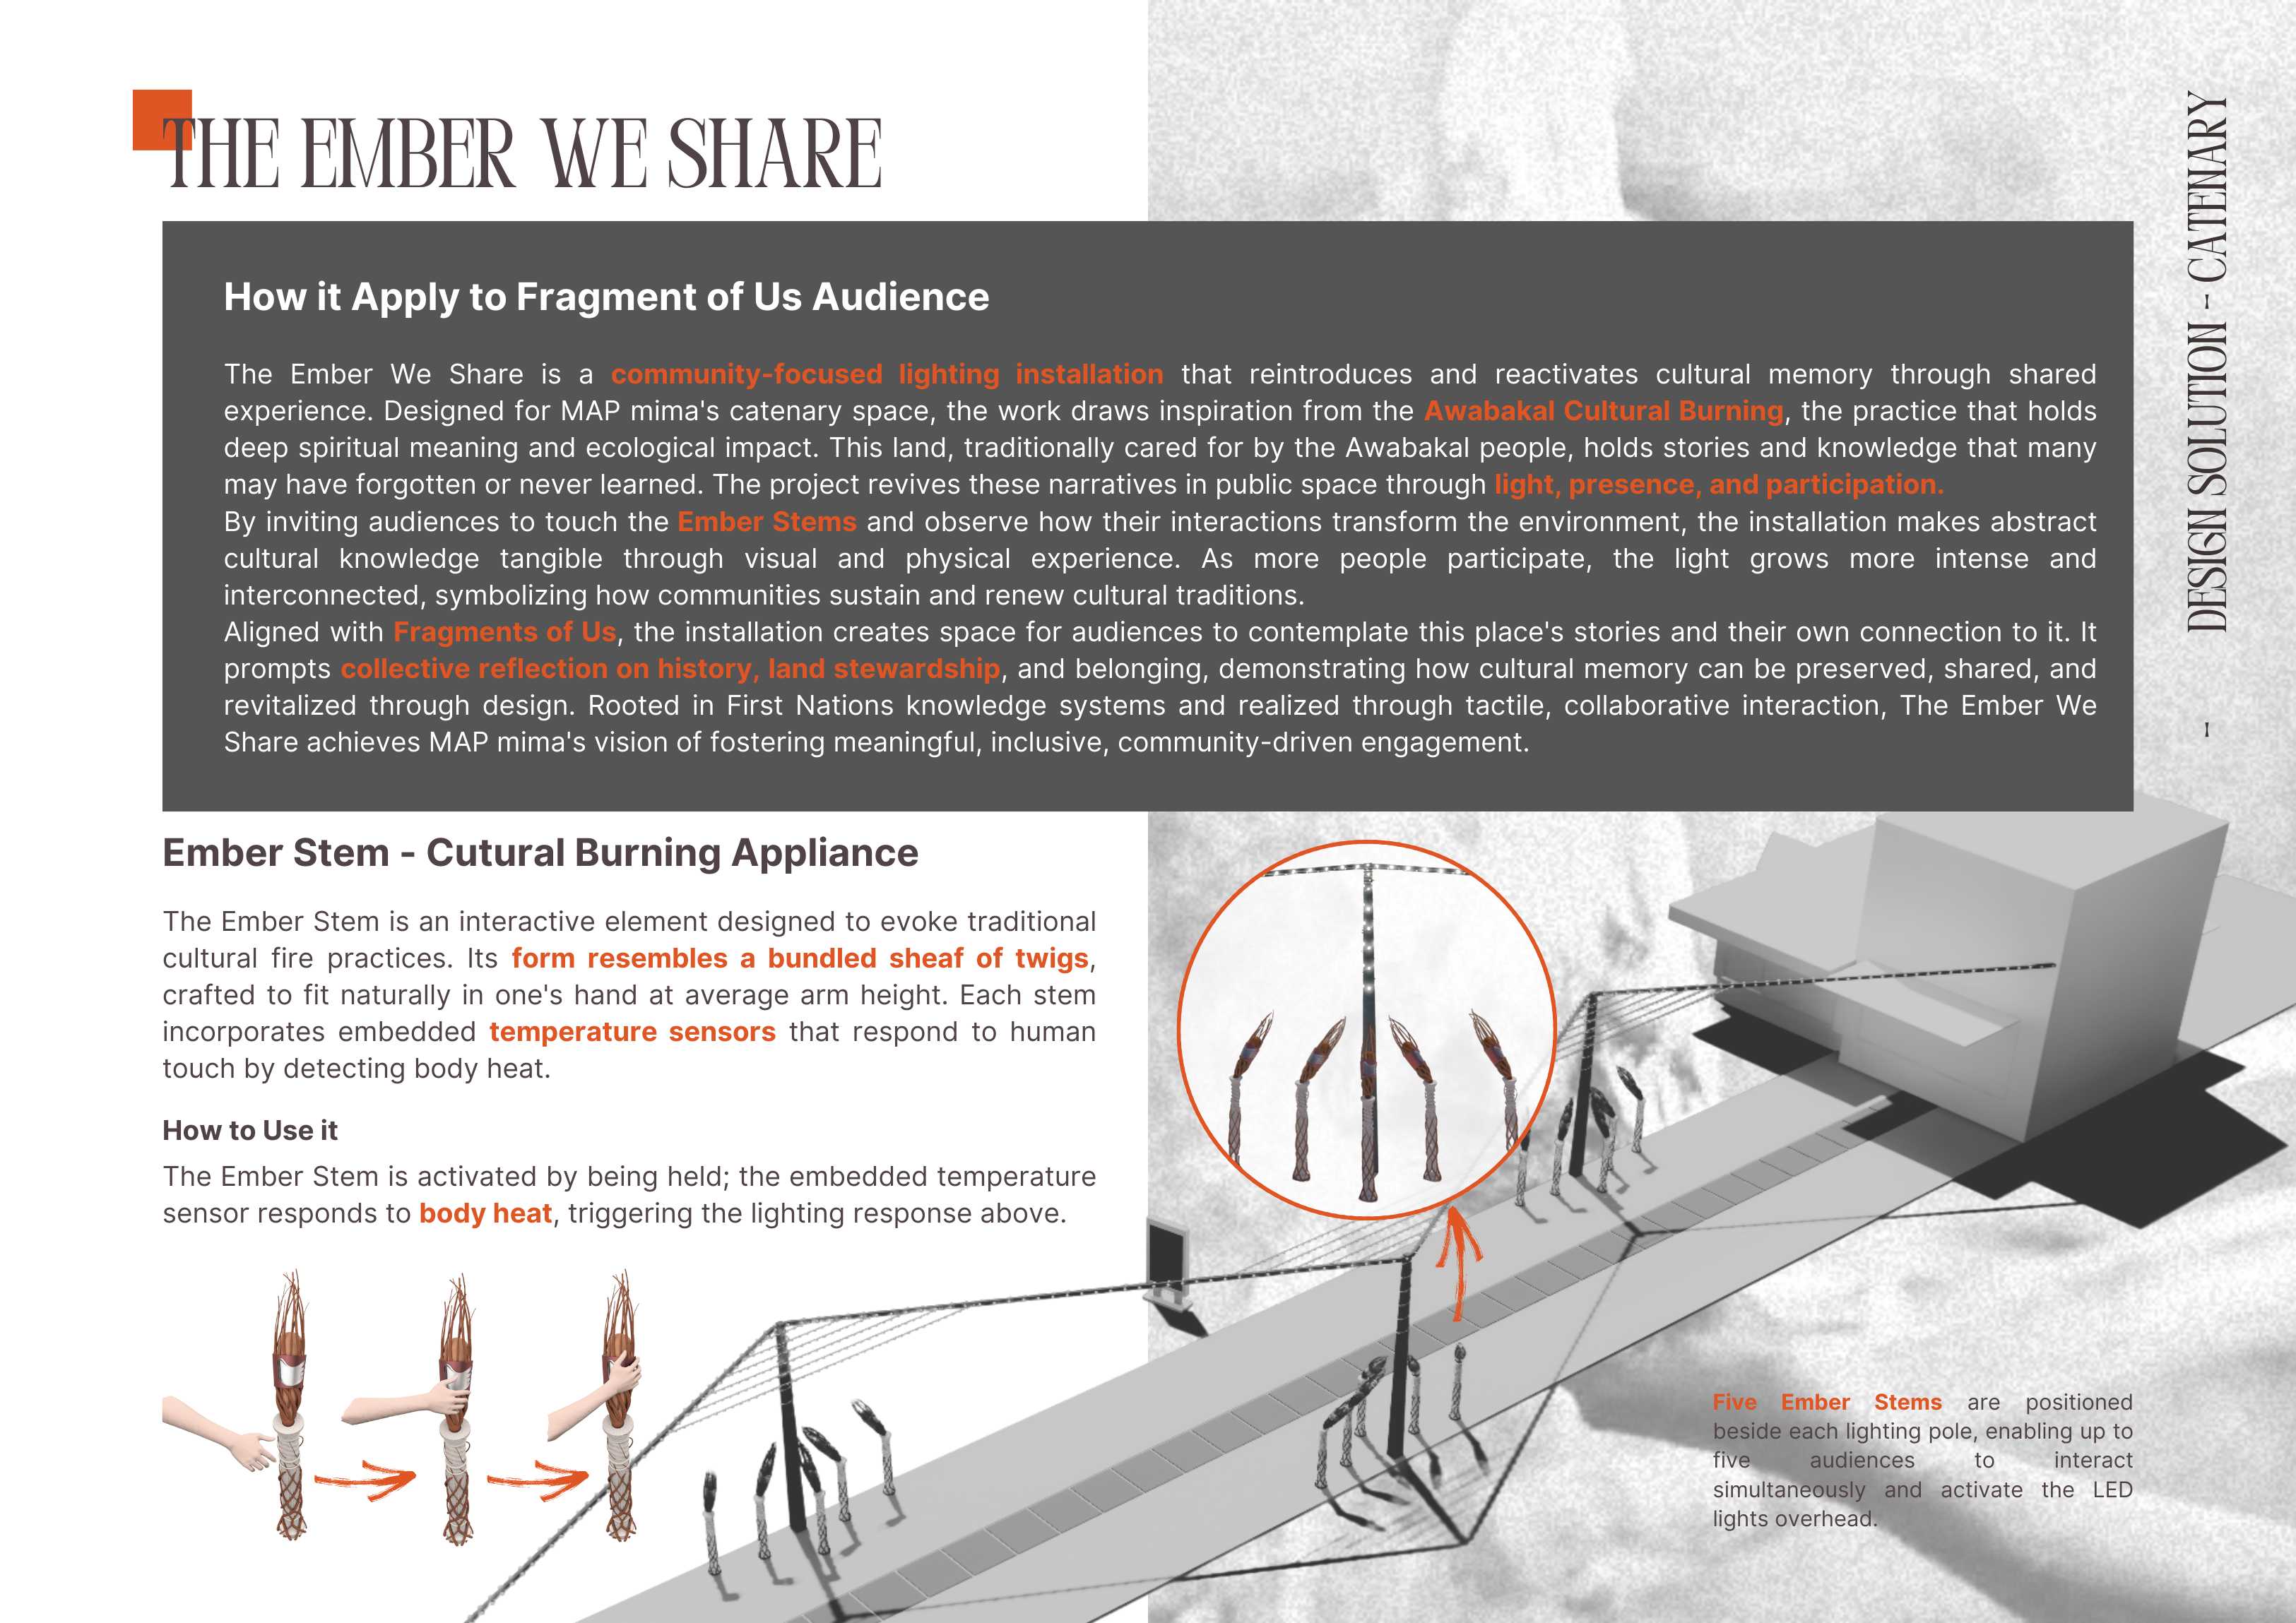 THE EMBER WE SHARE
How it Apply to Fragment of Us Audience
The Ember We Share is a community-focused lighting installation that reintroduces and reactivates cultural memory through shared
experience. Designed for MAP mima's catenary space, the work draws inspiration from the Awabakal Cultural Burning, the practice that holds
deep spiritual meaning and ecological impact. This land, traditionally cared for by the Awabakal people, holds stories and knowledge that many
may have forgotten or never learned. The project revives these narratives in public space through light, presence, and participation.
By inviting audiences to touch the Ember Stems and observe how their interactions transform the environment, the installation makes abstract
cultural knowledge tangible through visual and physical experience. As more people participate, the light grows more intense and
interconnected, symbolizing how communities sustain and renew cultural traditions.
Aligned with Fragments of Us, the installation creates space for audiences to contemplate this place's stories and their own connection to it. It
prompts collective reflection on history, land stewardship, and belonging, demonstrating how cultural memory can be preserved, shared, and
revitalized through design. Rooted in First Nations knowledge systems and realized through tactile, collaborative interaction, The Ember We
Share achieves MAP mima's vision of fostering meaningful, inclusive, community-driven engagement.
DESIGN SOLUTION - CATENARY
-
Ember Stem - Cutural Burning Appliance
The Ember Stem is an interactive element designed to evoke traditional
cultural fire practices. Its form resembles a bundled sheaf of twigs,
crafted to fit naturally in one's hand at average arm height. Each stem
incorporates embedded temperature sensors that respond to human
touch by detecting body heat.
How to Use it
The Ember Stem is activated by being held; the embedded temperature
sensor responds to body heat, triggering the lighting response above.
Five Ember Stems are positioned
beside each lighting pole, enabling up to
five audiences to interact
simultaneously and activate the LED
lights overhead.